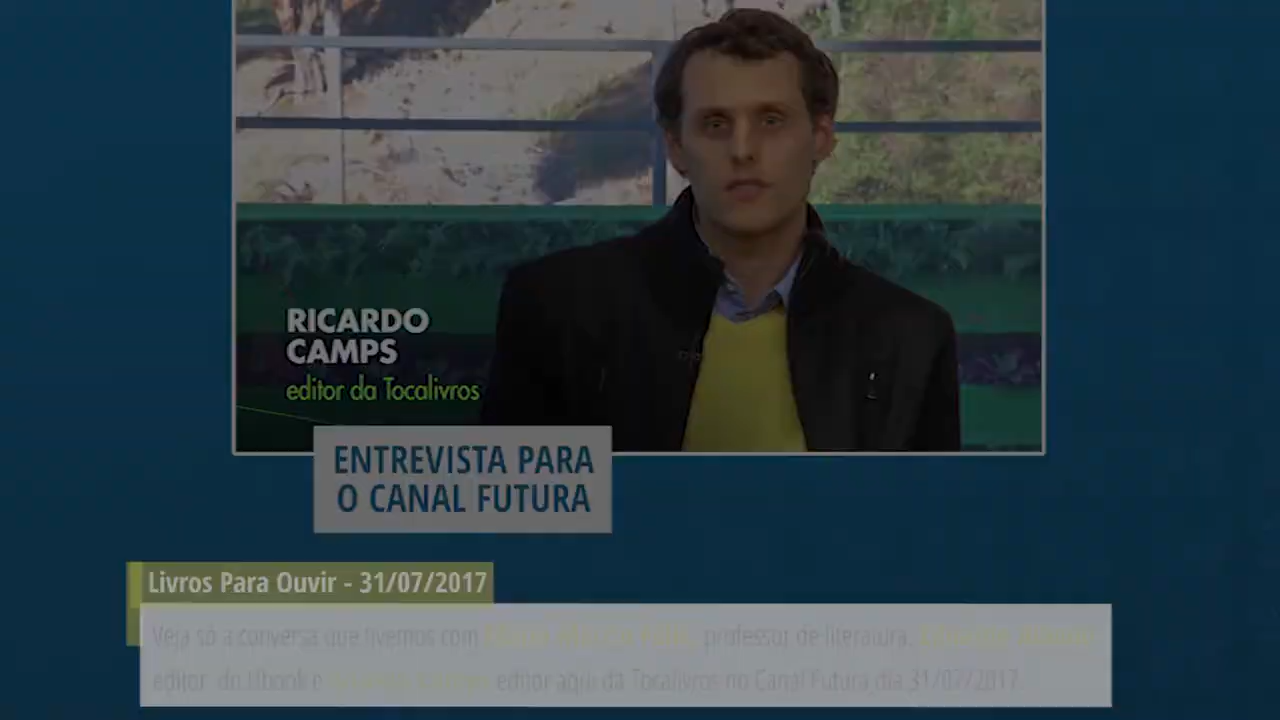 RICARDO
CAMPS
editor da Tocalivros
ENTREVISTA PARA
O CANAL FUTURA
Livros Para Ouvir - 31/07/2017
Veja só a conversa que tivemos com professor de literatura,
editor do Ubook e editor aqui da Tocalivros no Canal Futura dia 31/07/2017.